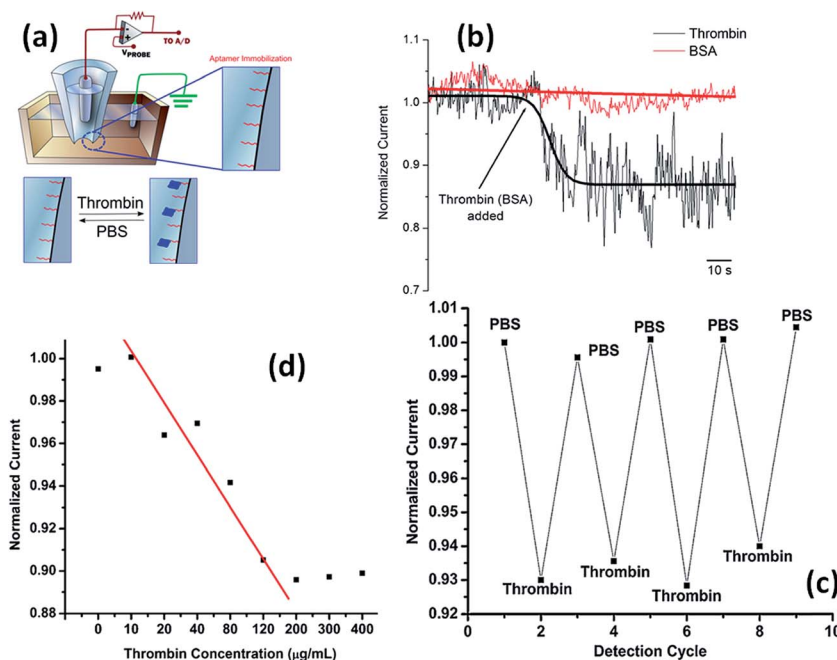 (a)
TO A/D
VPROBE
Aptamer Immobilization
Thrombin
PBS
(b)
Thrombin
BSA
1.1
1.0
0.9
0.8
0.7
Normalized Current
Thrombin (BSA)
added
10 s
(d)
1.00
0.98
0.96
0.94
0.92
0.90
0.88
Normalized Current
0 10 20 40 80 120 200 300 400
Thrombin Concentration (µg/mL)
(c)
1.01
1.00
0.99
0.98
0.97
0.96
0.95
0.94
0.93
0.92
Normalized Current
PBS
PBS
PBS
PBS
PBS
Thrombin
Thrombin
Thrombin
Thrombin
0 2 4 6 8 10
Detection Cycle